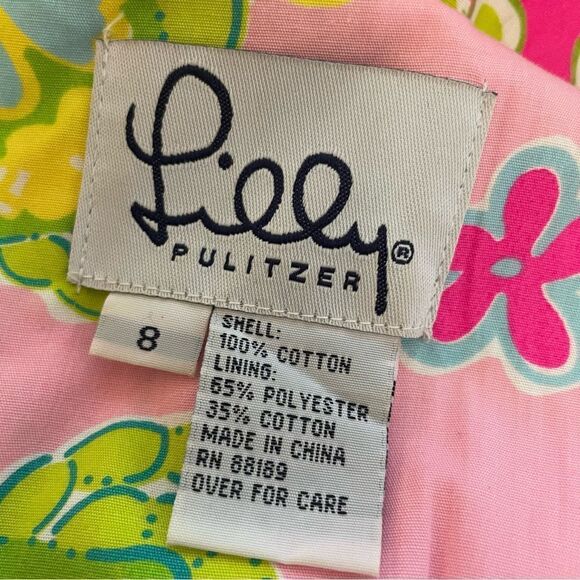 Lilly®
PULITZER
8
SHELL:
100% COTTON
LINING:
65% POLYESTER
35% COTTON
MADE IN CHINA
RN 88189
OVER FOR CARE